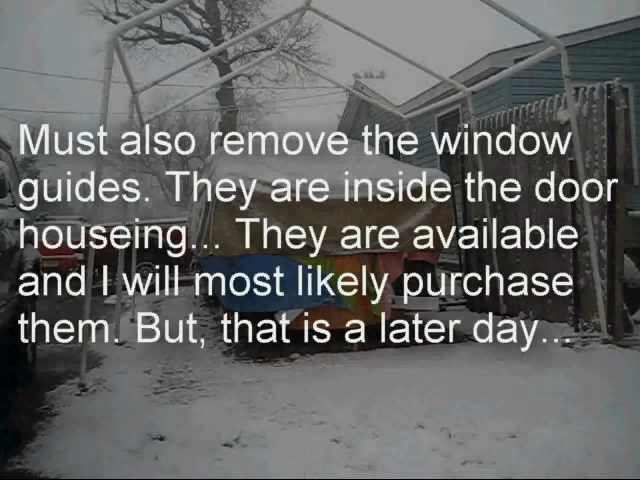 Must also remove the window
guides. They are inside the door
houseing... They are available
and I will most likely purchase
them. But, that is a later day...